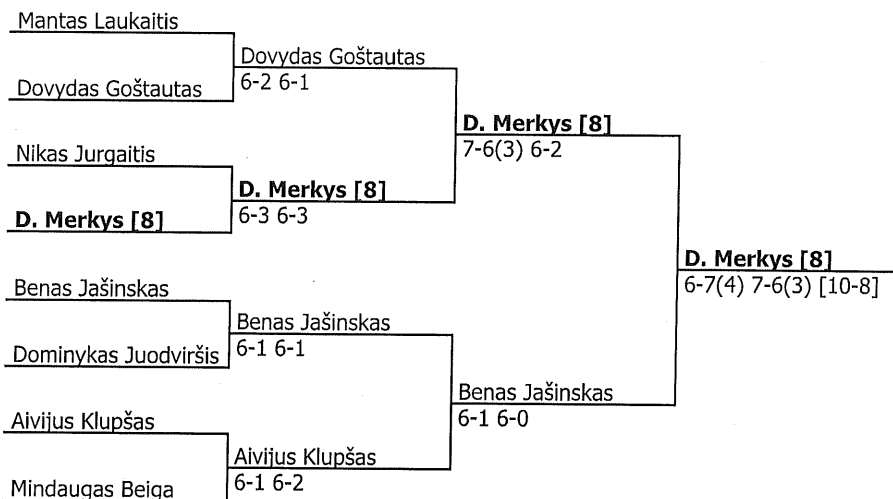 Mantas Laukaitis
Dovydas Goštautas
6-2 6-1
Dovydas Goštautas
D. Merkys [8]
7-6(3) 6-2
Nikas Jurgaitis
D. Merkys [8]
6-3 6-3
D. Merkys [8]
D. Merkys [8]
6-7(4) 7-6(3) [10-8]
Benas Jašinskas
Benas Jašinskas
6-1 6-1
Dominykas Juodviršis
Benas Jašinskas
6-1 6-0
Aivijus Klupšas
Aivijus Klupšas
6-1 6-2
Mindaugas Beiga